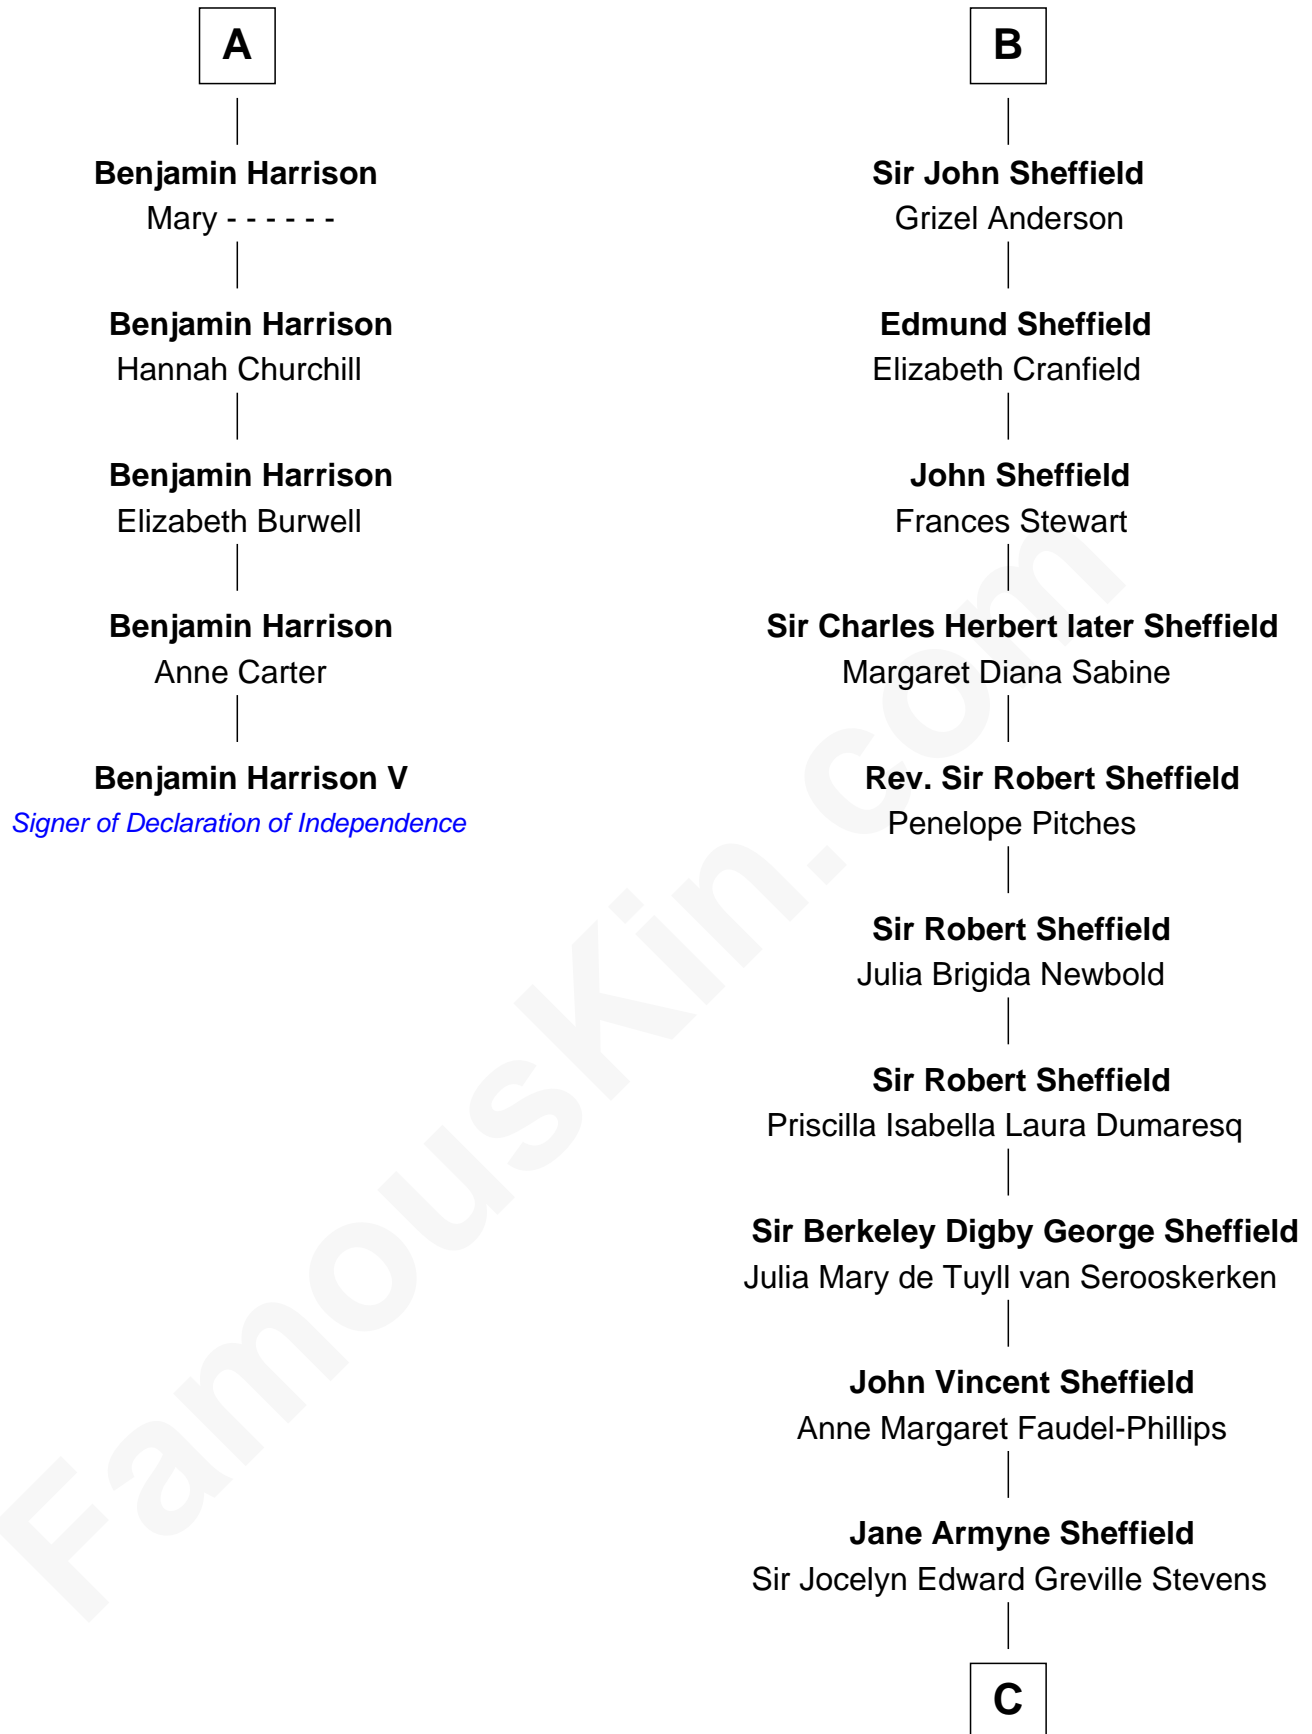 A
Benjamin Harrison
Mary - - - - - -
Benjamin Harrison
Hannah Churchill
Benjamin Harrison
Elizabeth Burwell
Benjamin Harrison
Anne Carter
Benjamin Harrison V
Signer of Declaration of Independence
B
Sir John Sheffield
Grizel Anderson
Edmund Sheffield
Elizabeth Cranfield
John Sheffield
Frances Stewart
Sir Charles Herbert later Sheffield
Margaret Diana Sabine
Rev. Sir Robert Sheffield
Penelope Pitches
Sir Robert Sheffield
Julia Brigida Newbold
Sir Robert Sheffield
Priscilla Isabella Laura Dumaresq
Sir Berkeley Digby George Sheffield
Julia Mary de Tuyll van Serooskerken
John Vincent Sheffield
Anne Margaret Faudel-Phillips
Jane Armyne Sheffield
Sir Jocelyn Edward Greville Stevens
C
FamousKin.com